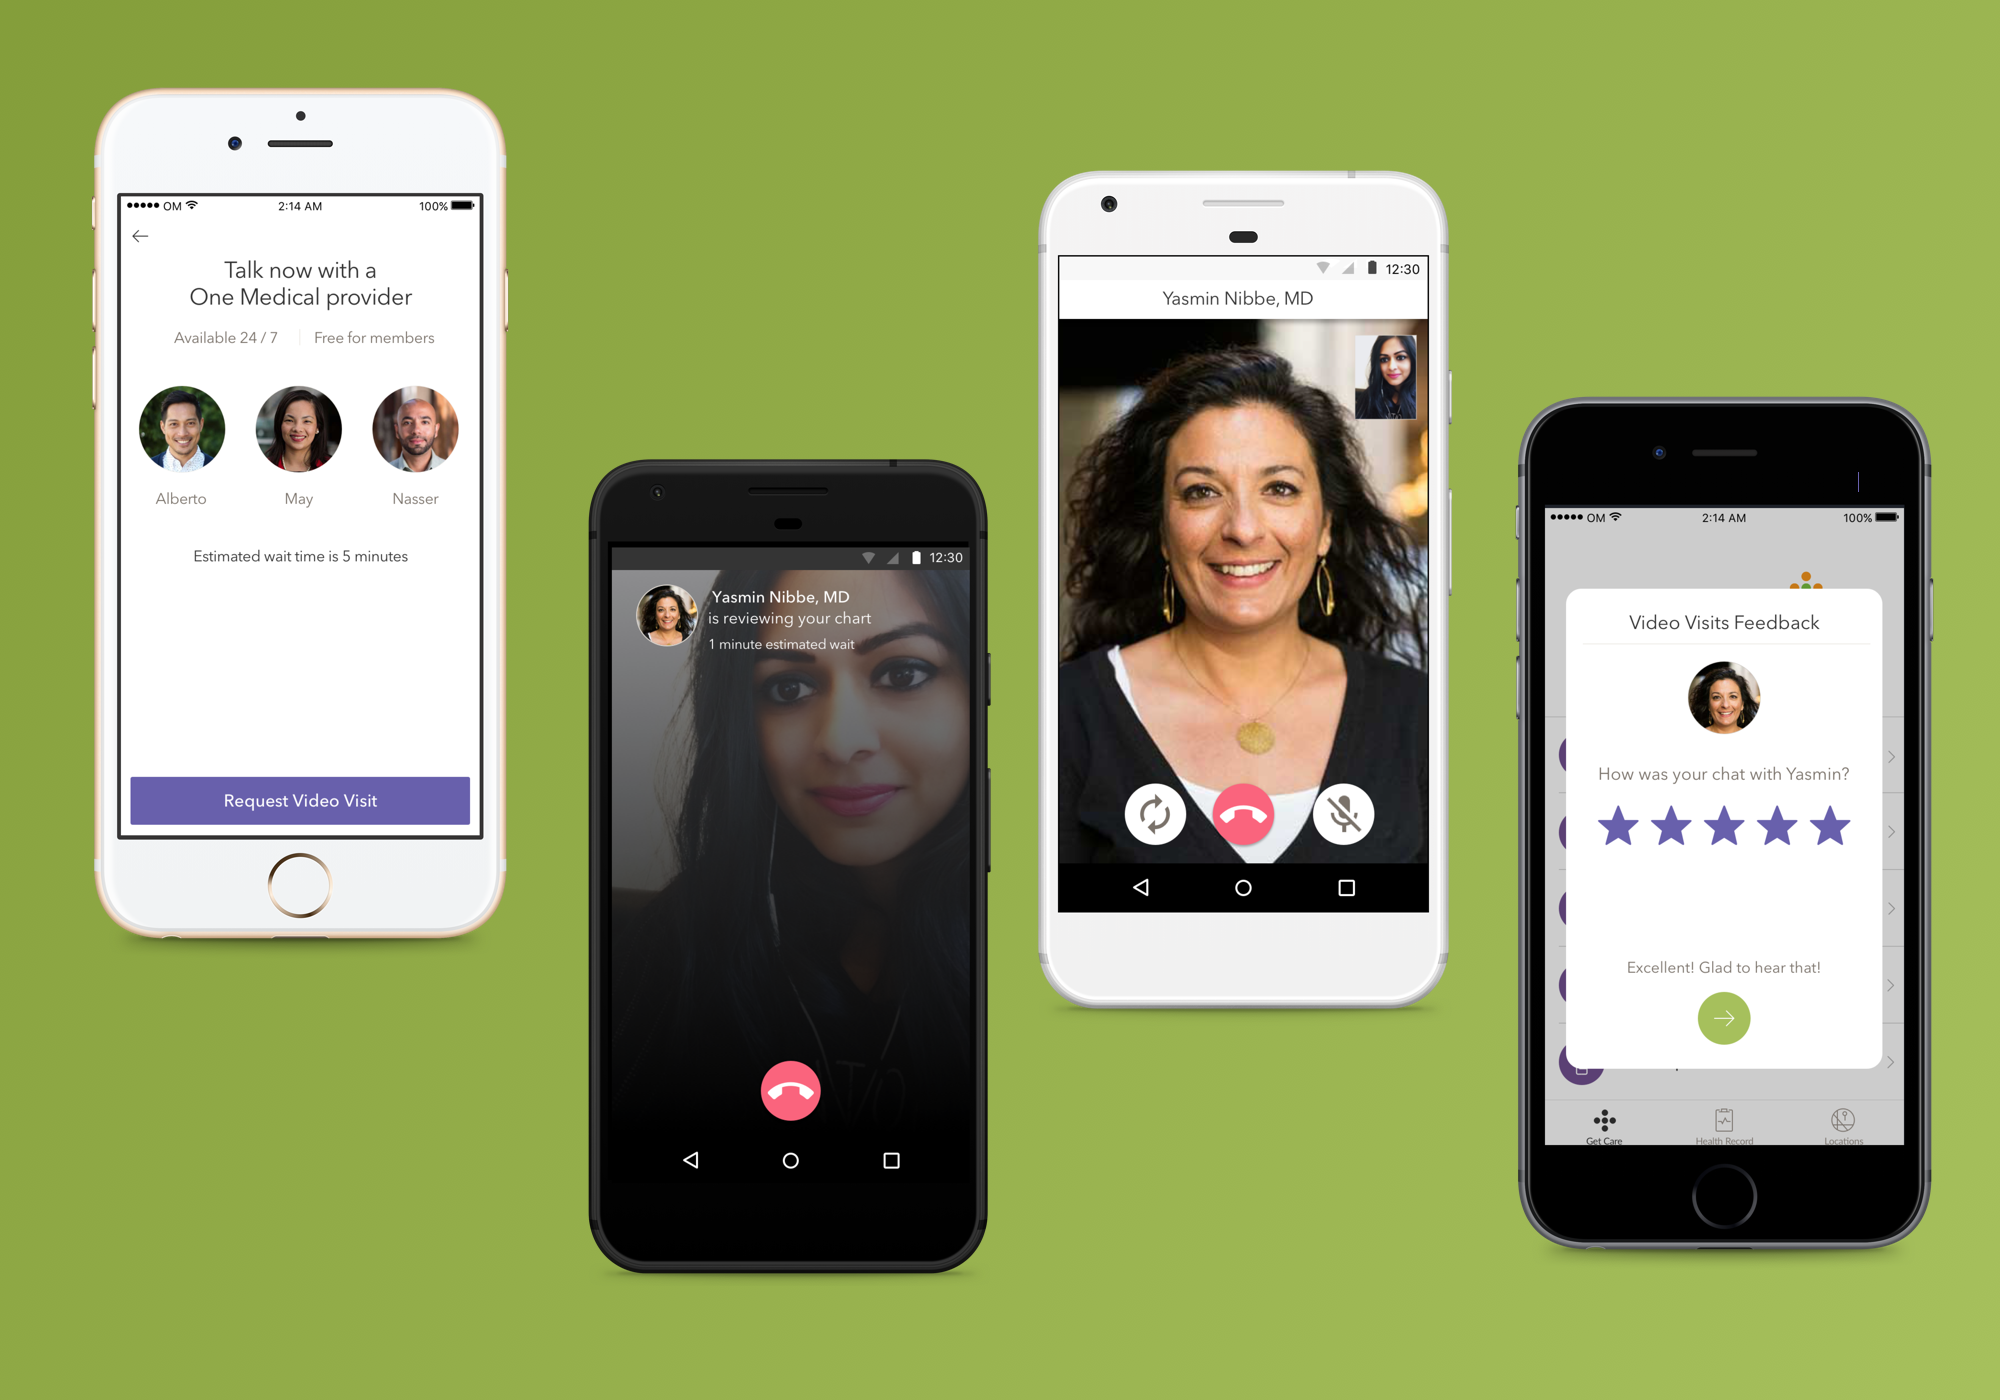 OM 2:14 AM 100%
Talk now with a
One Medical provider
Available 24 / 7 Free for members
Alberto May Nasser
Estimated wait time is 5 minutes
Request Video Visit
12:30
Yasmin Nibbe, MD
is reviewing your chart
1 minute estimated wait
12:30
Yasmin Nibbe, MD
OM 2:14 AM 100%
Video Visits Feedback
How was your chat with Yasmin?
Excellent! Glad to hear that!
Get Care Health Record Locations